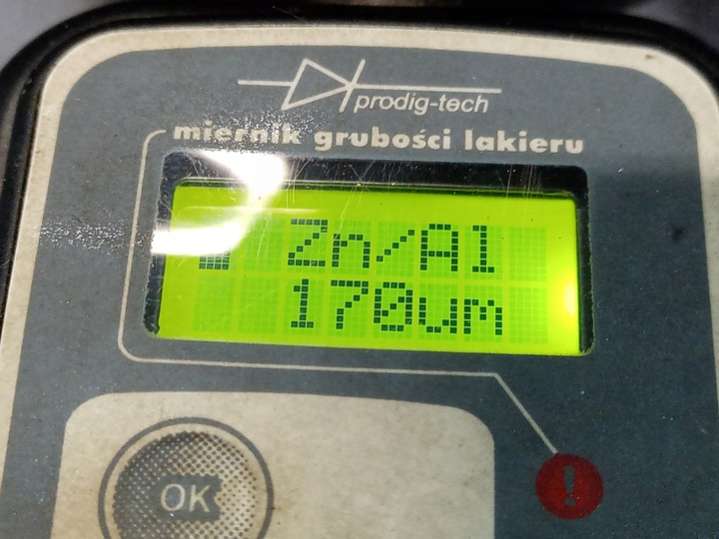 prodig-tech
miernik grubości lakieru
Zn/Al
170um
OK
!